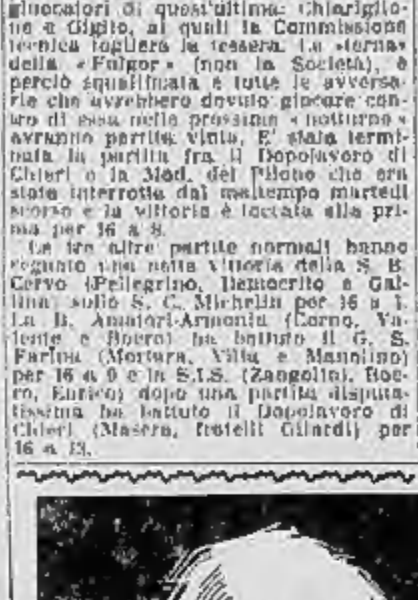 giuocatori di quest'ultima: Chiariglio-
ne e Giglio, ai quali la Commissione
tecnica toglierà la tessera. La «terna»
della «Fulgor» (non la Società), è
perciò squalificata e tutte le avversa-
rie che avrebbero dovuto giocare con-
tro di essa nelle prossime «notturne»
avranno partita vinta. E' stata termi-
nata la partita fra il Dopolavoro di
Chieri e la Mad. del Pilone che era
stata interrotta dal maltempo martedì
scorso e la vittoria è toccata alla pri-
ma per 16 a 8.
Le tre altre partite normali hanno
segnato una netta vittoria della S. B.
Cervo (Pellegrino, Democrito e Gal-
lina) sullo S. C. Michelin per 16 a 1.
La B. Amatori-Armonia (Corno, Va-
lente e Boero) ha battuto il G. S.
Farina (Mortara, Villa e Mannino)
per 16 a 9 e la S.I.S. (Zangolin, Boe-
ro, Enrico) dopo una partita disputa-
tissima ha battuto il Dopolavoro di
Chieri (Masera, fratelli Gilardi) per
16 a 13.